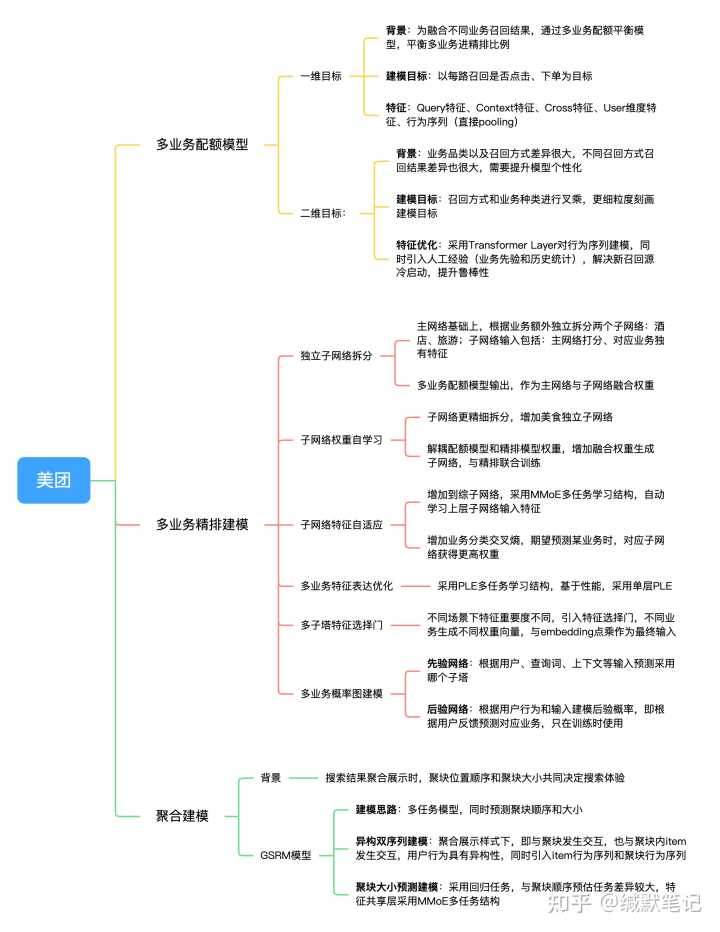 美团
多业务配额模型
一维目标
背景：为融合不同业务召回结果，通过多业务配额平衡模
型，平衡多业务进精排比例
建模目标：以每路召回是否点击、下单为目标
特征：Query特征、Context特征、Cross特征、User维度特
征、行为序列（直接pooling）
二维目标：
背景：业务品类以及召回方式差异很大，不同召回方式召
回结果差异也很大，需要提升模型个性化
建模目标：召回方式和业务种类进行叉乘，更细粒度刻画
建模目标
特征优化：采用Transformer Layer对行为序列建模，同
时引入人工经验（业务先验和历史统计），解决新召回源
冷启动，提升鲁棒性
多业务精排建模
独立子网络拆分
主网络基础上，根据业务额外独立拆分两个子网络：酒
店、旅游；子网络输入包括：主网络打分、对应业务独
有特征
多业务配额模型输出，作为主网络与子网络融合权重
子网络权重自学习
子网络更精细拆分，增加美食独立子网络
解耦配额模型和精排模型权重，增加融合权重生成
子网络，与精排联合训练
子网络特征自适应
增加到综子网络，采用MMoE多任务学习结构，自动
学习上层子网络输入特征
增加业务分类交叉熵，期望预测某业务时，对应子网
络获得更高权重
多业务特征表达优化
采用PLE多任务学习结构，基于性能，采用单层PLE
多子塔特征选择门
不同场景下特征重要度不同，引入特征选择门，不同业
务生成不同权重向量，与embedding点乘作为最终输入
多业务概率图建模
先验网络：根据用户、查询词、上下文等输入预测采用
哪个子塔
后验网络：根据用户行为和输入建模后验概率，即根
据用户反馈预测对应业务，只在训练时使用
聚合建模
背景
搜索结果聚合展示时，聚块位置顺序和聚块大小共同决定搜索体验
GSRM模型
建模思路：多任务模型，同时预测聚块顺序和大小
异构双序列建模：聚合展示样式下，即与聚块发生交互，也与聚块内item
发生交互，用户行为具有异构性，同时引入item行为序列和聚块行为序列
聚块大小预测建模：采用回归任务，与聚块顺序预估任务差异较大，特
征共享层采用MMoE多任务结构
知乎 @缄默笔记